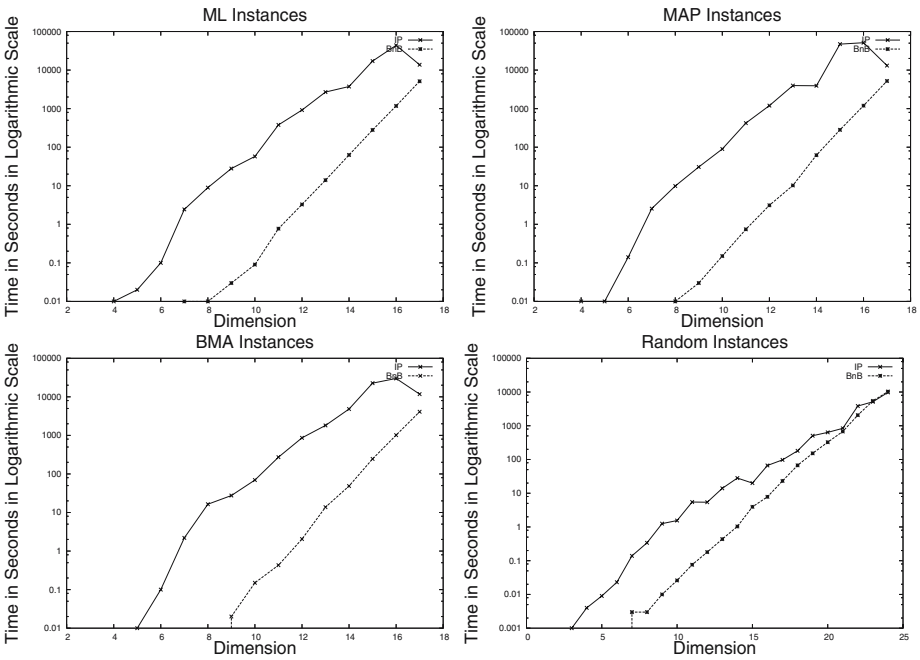 ML Instances
Time in Seconds in Logarithmic Scale
100000
10000
1000
100
10
1
0.1
0.01
2 4 6 8 10 12 14 16 18
Dimension
IP
BnB
MAP Instances
Time in Seconds in Logarithmic Scale
100000
10000
1000
100
10
1
0.1
0.01
2 4 6 8 10 12 14 16 18
Dimension
IP
BnB
BMA Instances
Time in Seconds in Logarithmic Scale
100000
10000
1000
100
10
1
0.1
0.01
2 4 6 8 10 12 14 16 18
Dimension
IP
BnB
Random Instances
Time in Seconds in Logarithmic Scale
100000
10000
1000
100
10
1
0.1
0.01
0.001
0 5 10 15 20 25
Dimension
IP
BnB